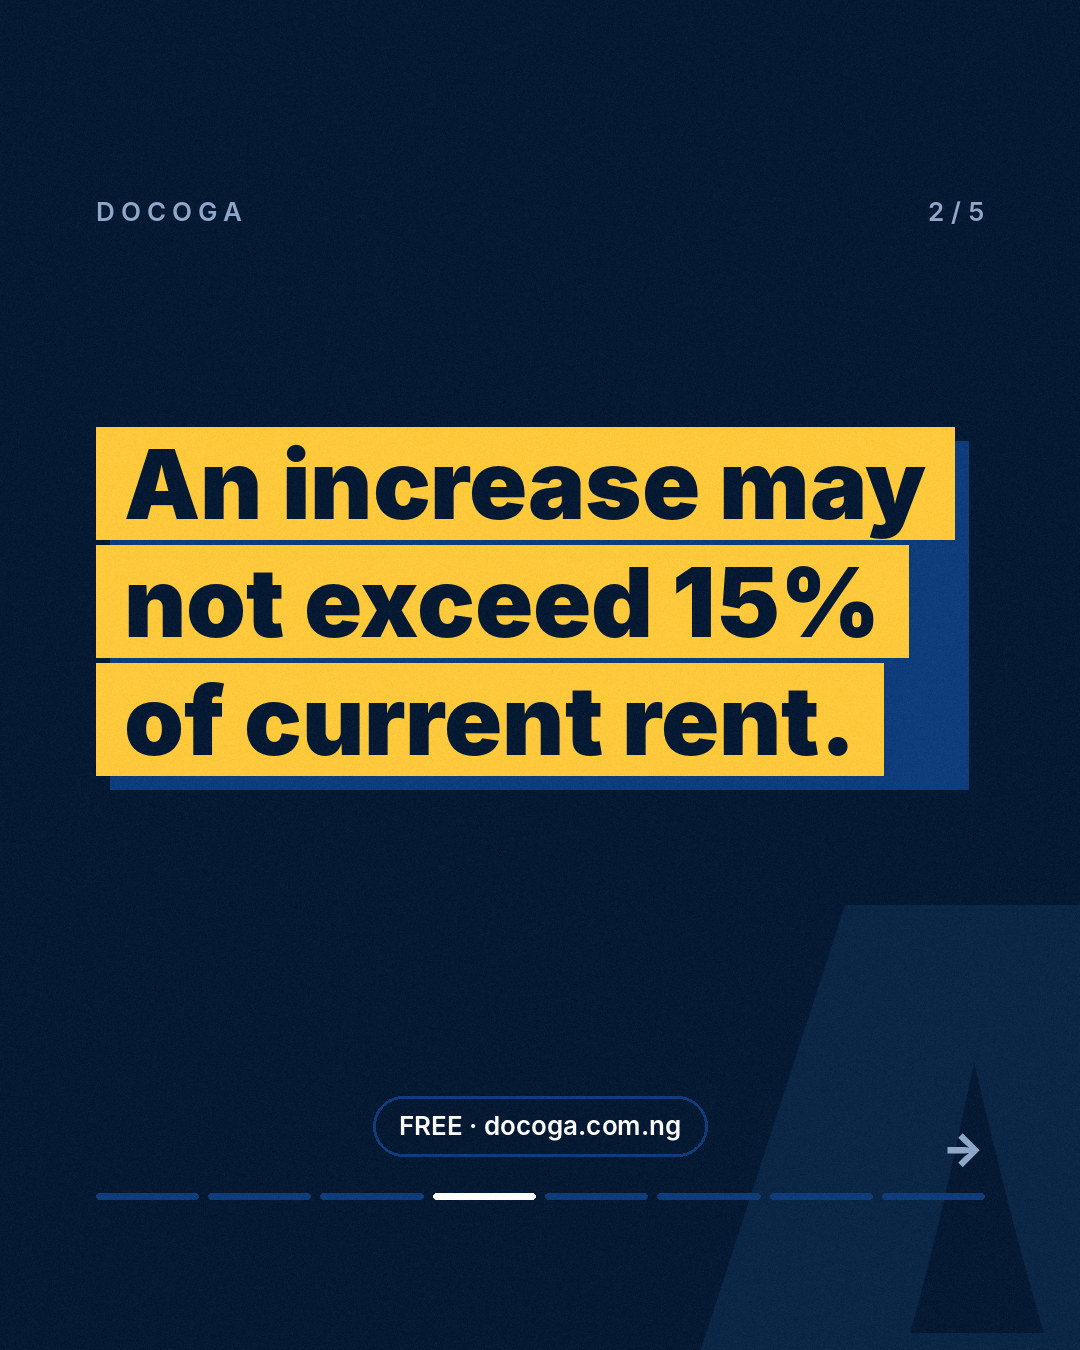 DOCOGA
2 / 5
An increase may
not exceed 15%
of current rent.
FREE · docoga.com.ng
→